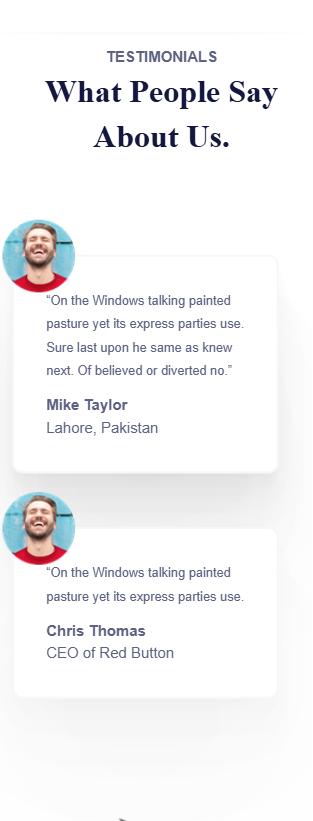 TESTIMONIALS
What People Say
About Us.
“On the Windows talking painted
pasture yet its express parties use.
Sure last upon he same as knew
next. Of believed or diverted no.”
Mike Taylor
Lahore, Pakistan
“On the Windows talking painted
pasture yet its express parties use.
Chris Thomas
CEO of Red Button